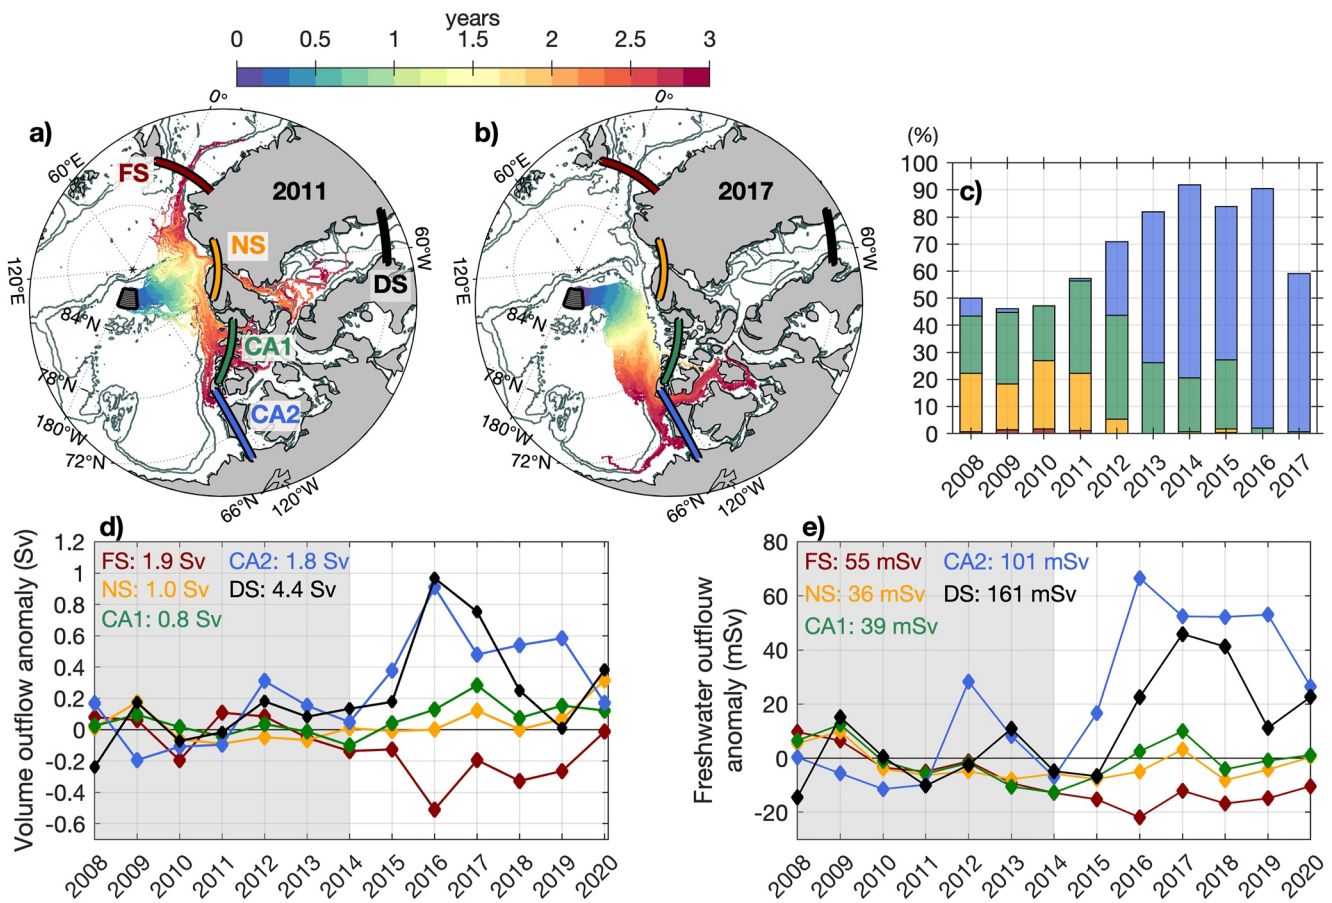 years
0 0.5 1 1.5 2 2.5 3
a)
0°
60°E
FS
2011
NS
60°W
DS
120°E
84°N
CA1
78°N
CA2
180°W
72°N
66°N
120°W
b)
0°
60°E
2017
60°W
120°E
84°N
78°N
180°W
72°N
66°N
120°W
(%)
c)
100
90
80
70
60
50
40
30
20
10
0
2008 2009 2010 2011 2012 2013 2014 2015 2016 2017
d)
Volume outflow anomaly (Sv)
1.2
1
0.8
0.6
0.4
0.2
0
-0.2
-0.4
-0.6
FS: 1.9 Sv CA2: 1.8 Sv
NS: 1.0 Sv DS: 4.4 Sv
CA1: 0.8 Sv
2008 2009 2010 2011 2012 2013 2014 2015 2016 2017 2018 2019 2020
e)
Freshwater outflouw
anomaly (mSv)
80
60
40
20
0
-20
FS: 55 mSv CA2: 101 mSv
NS: 36 mSv DS: 161 mSv
CA1: 39 mSv
2008 2009 2010 2011 2012 2013 2014 2015 2016 2017 2018 2019 2020